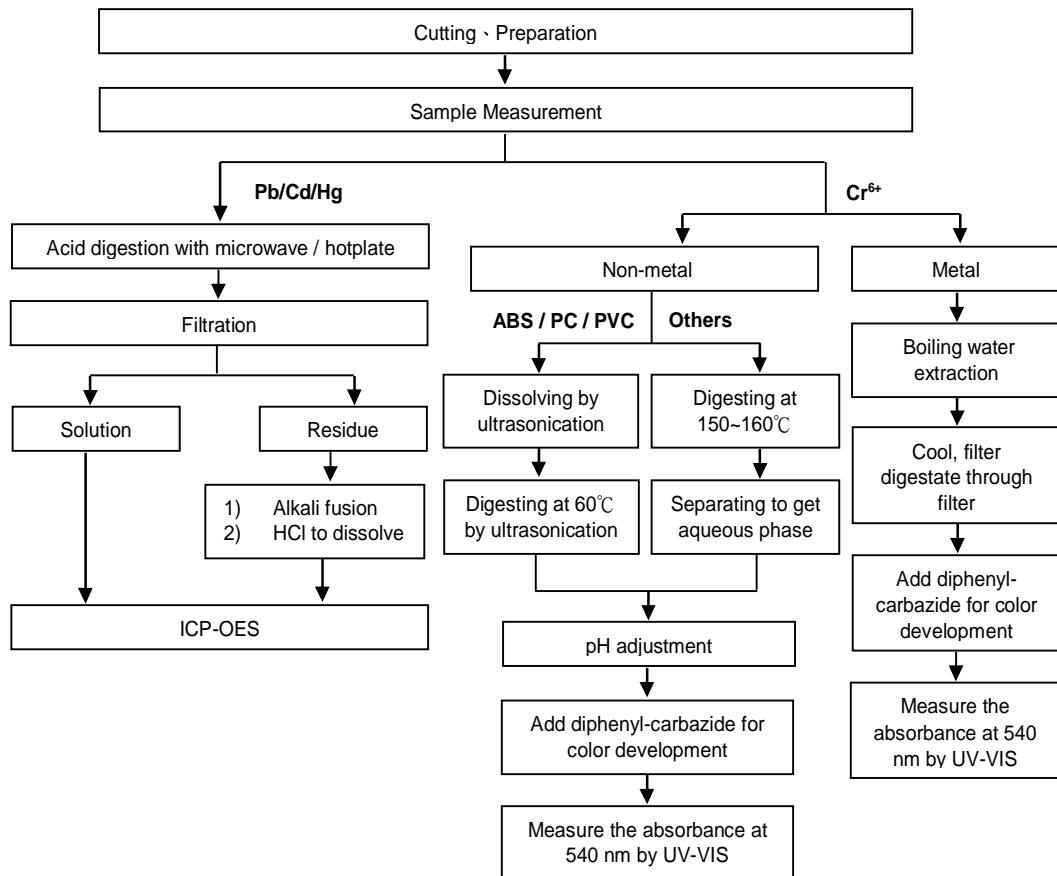 Cutting、Preparation
Sample Measurement
Pb/Cd/Hg
Cr⁶⁺
Acid digestion with microwave / hotplate
Filtration
Solution
Residue
1) Alkali fusion
2) HCl to dissolve
ICP-OES
Non-metal
ABS / PC / PVC
Others
Dissolving by
ultrasonication
Digesting at
150~160℃
Digesting at 60℃
by ultrasonication
Separating to get
aqueous phase
pH adjustment
Add diphenyl-carbazide for
color development
Measure the absorbance at
540 nm by UV-VIS
Metal
Boiling water
extraction
Cool, filter
digestate through
filter
Add diphenyl-
carbazide for color
development
Measure the
absorbance at 540
nm by UV-VIS